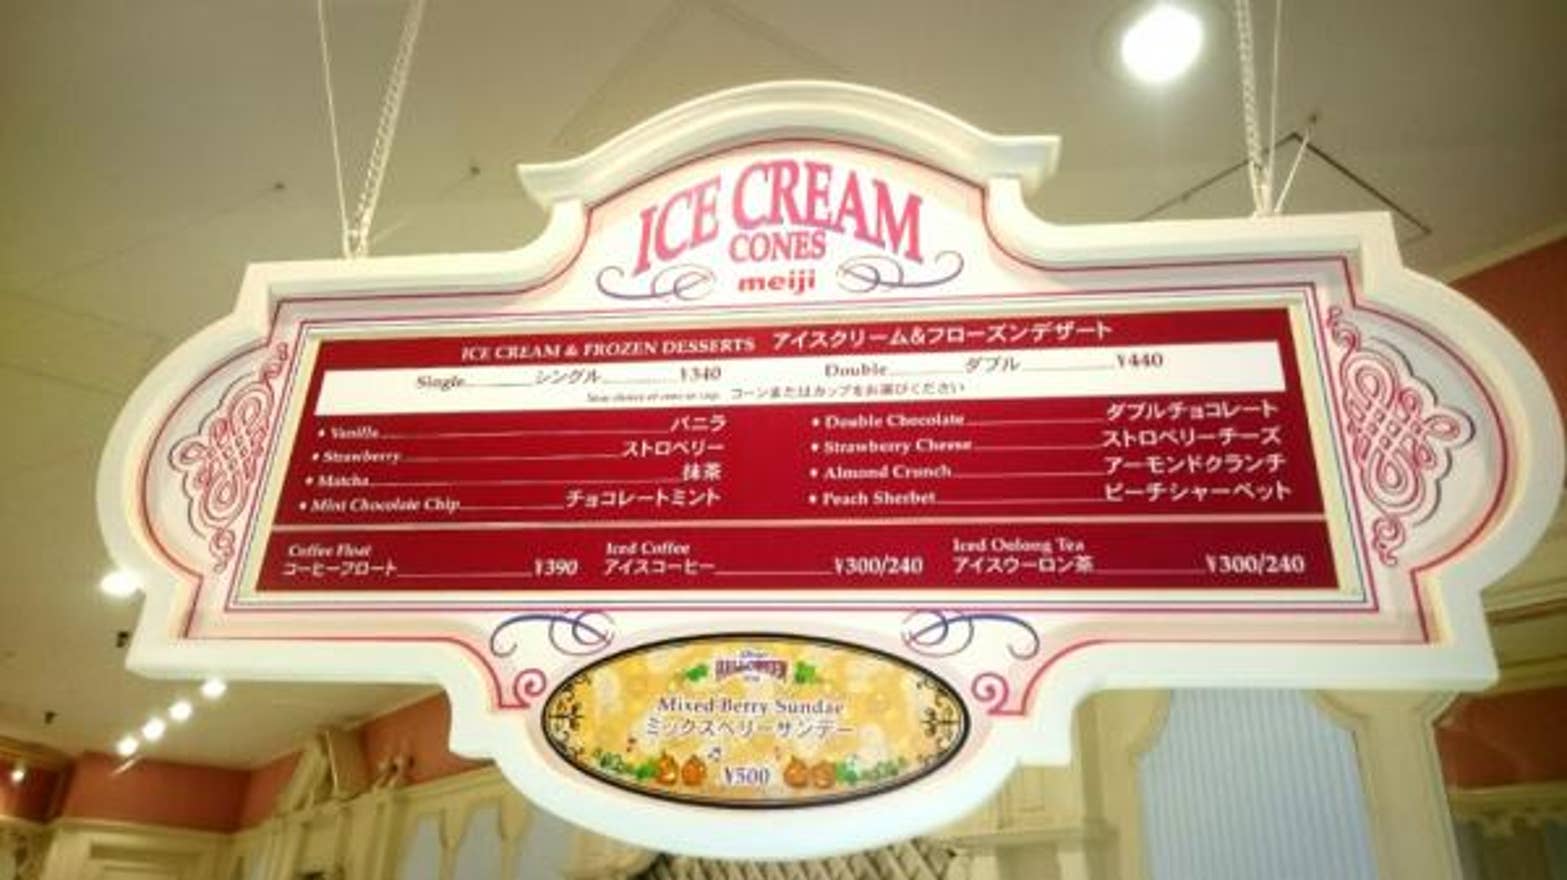 ICE CREAM
CONES
meiji
ICE CREAM & FROZEN DESSERTS アイスクリーム&フローズンデザート
Single シングル ¥340 Double ダブル ¥440
コーンまたはカップをお選びください
• Vanilla バニラ
• Strawberry ストロベリー
• Matcha 抹茶
• Mint Chocolate Chip チョコレートミント
• Double Chocolate ダブルチョコレート
• Strawberry Cheese ストロベリーチーズ
• Almond Crunch アーモンドクランチ
• Peach Sherbet ピーチシャーベット
Coffee Float
コーヒーフロート ¥390
Iced Coffee
アイスコーヒー ¥300/240
Iced Oolong Tea
アイスウーロン茶 ¥300/240
HALLOWEEN
Mixed Berry Sundae
ミックスベリーサンデー
¥500